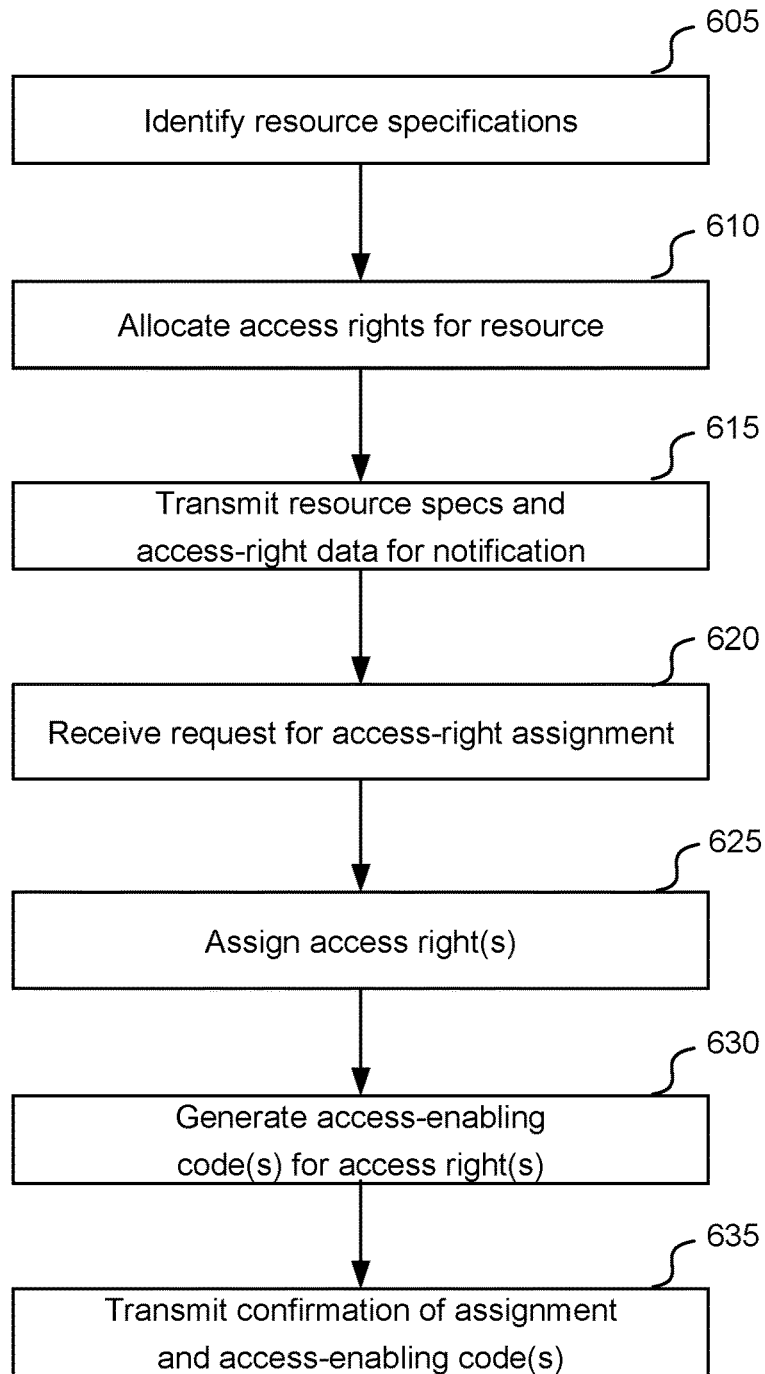 605
Identify resource specifications
610
Allocate access rights for resource
615
Transmit resource specs and
access-right data for notification
620
Receive request for access-right assignment
625
Assign access right(s)
630
Generate access-enabling
code(s) for access right(s)
635
Transmit confirmation of assignment
and access-enabling code(s)